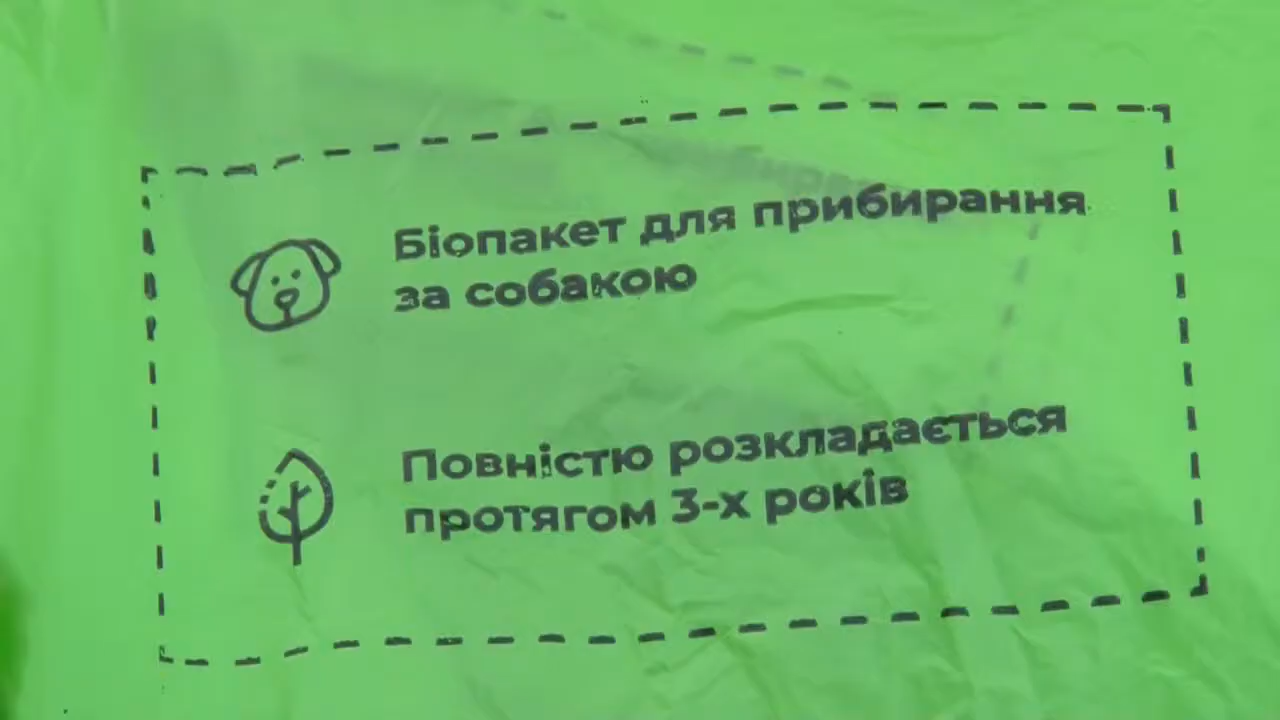 Біопакет для прибирання
за собакою
Повністю розкладається
протягом 3-х років